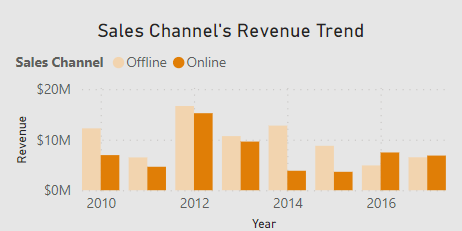 Sales Channel's Revenue Trend
Sales Channel Offline Online
$20M
$10M
$0M
Revenue
2010 2012 2014 2016
Year